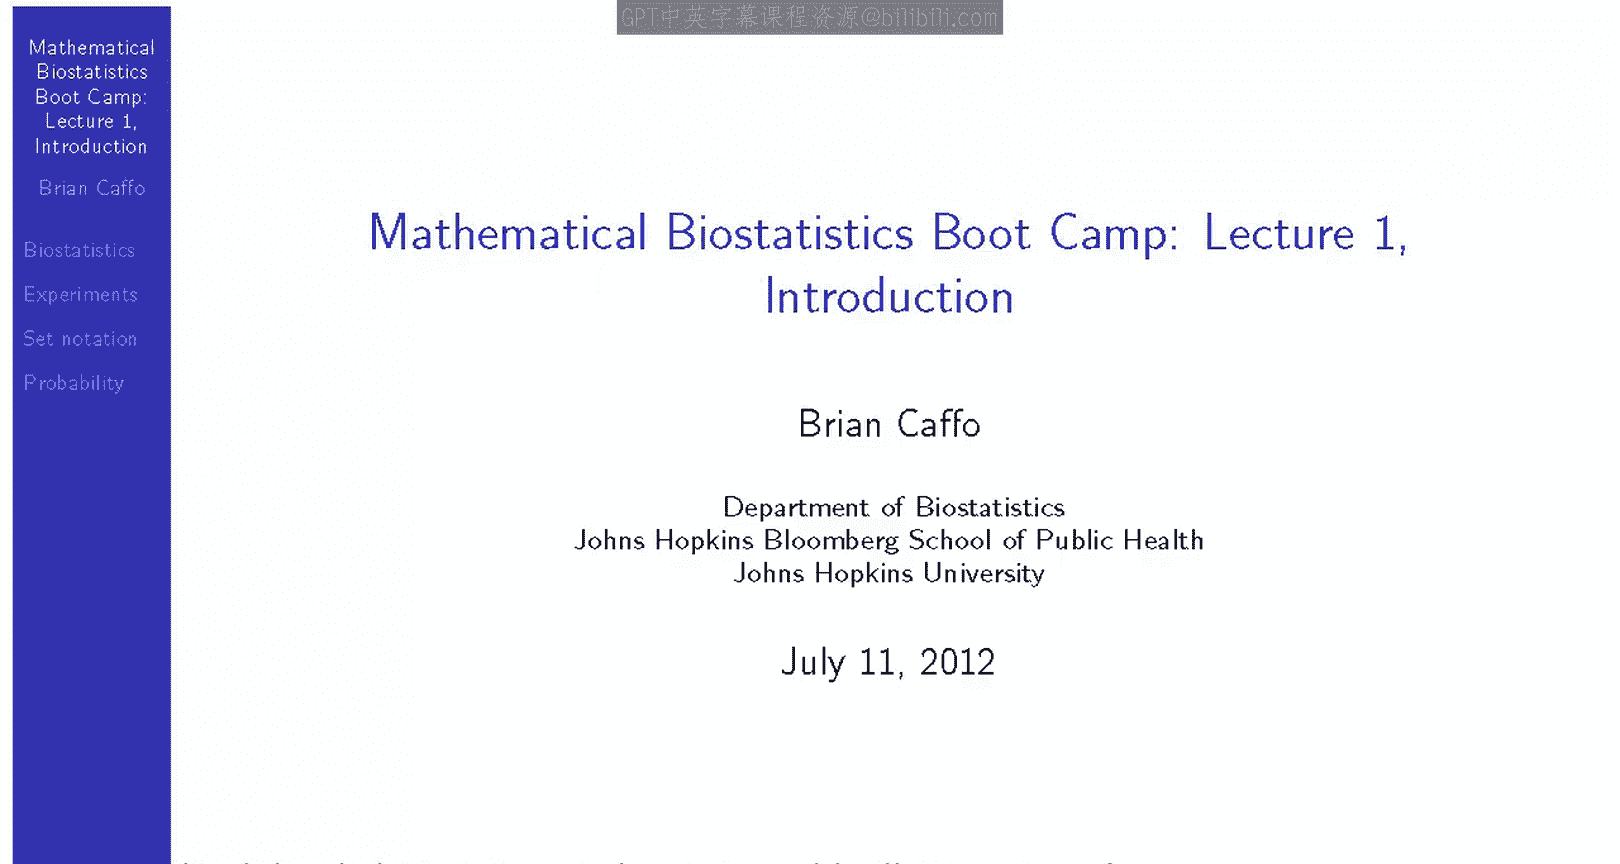 GPT中英字幕课程资源@bilibili.com
Mathematical
Biostatistics
Boot Camp:
Lecture 1,
Introduction
Brian Caffo
Biostatistics
Experiments
Set notation
Probability
Mathematical Biostatistics Boot Camp: Lecture 1,
Introduction
Brian Caffo
Department of Biostatistics
Johns Hopkins Bloomberg School of Public Health
Johns Hopkins University
July 11, 2012